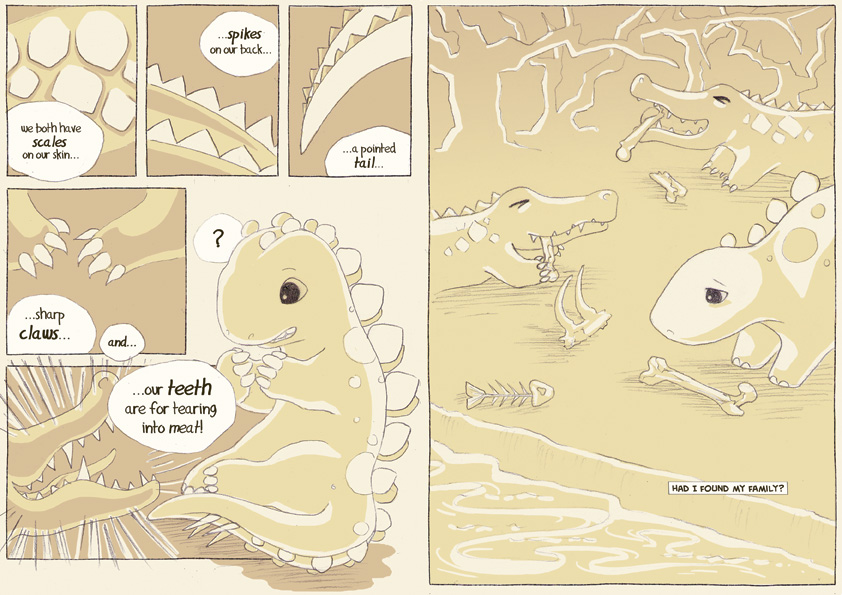 we both have
scales
on our skin...
...spikes
on our back...
...a pointed
tail...
...sharp
claws...
and...
?
...our teeth
are for tearing
into meat!
HAD I FOUND MY FAMILY?